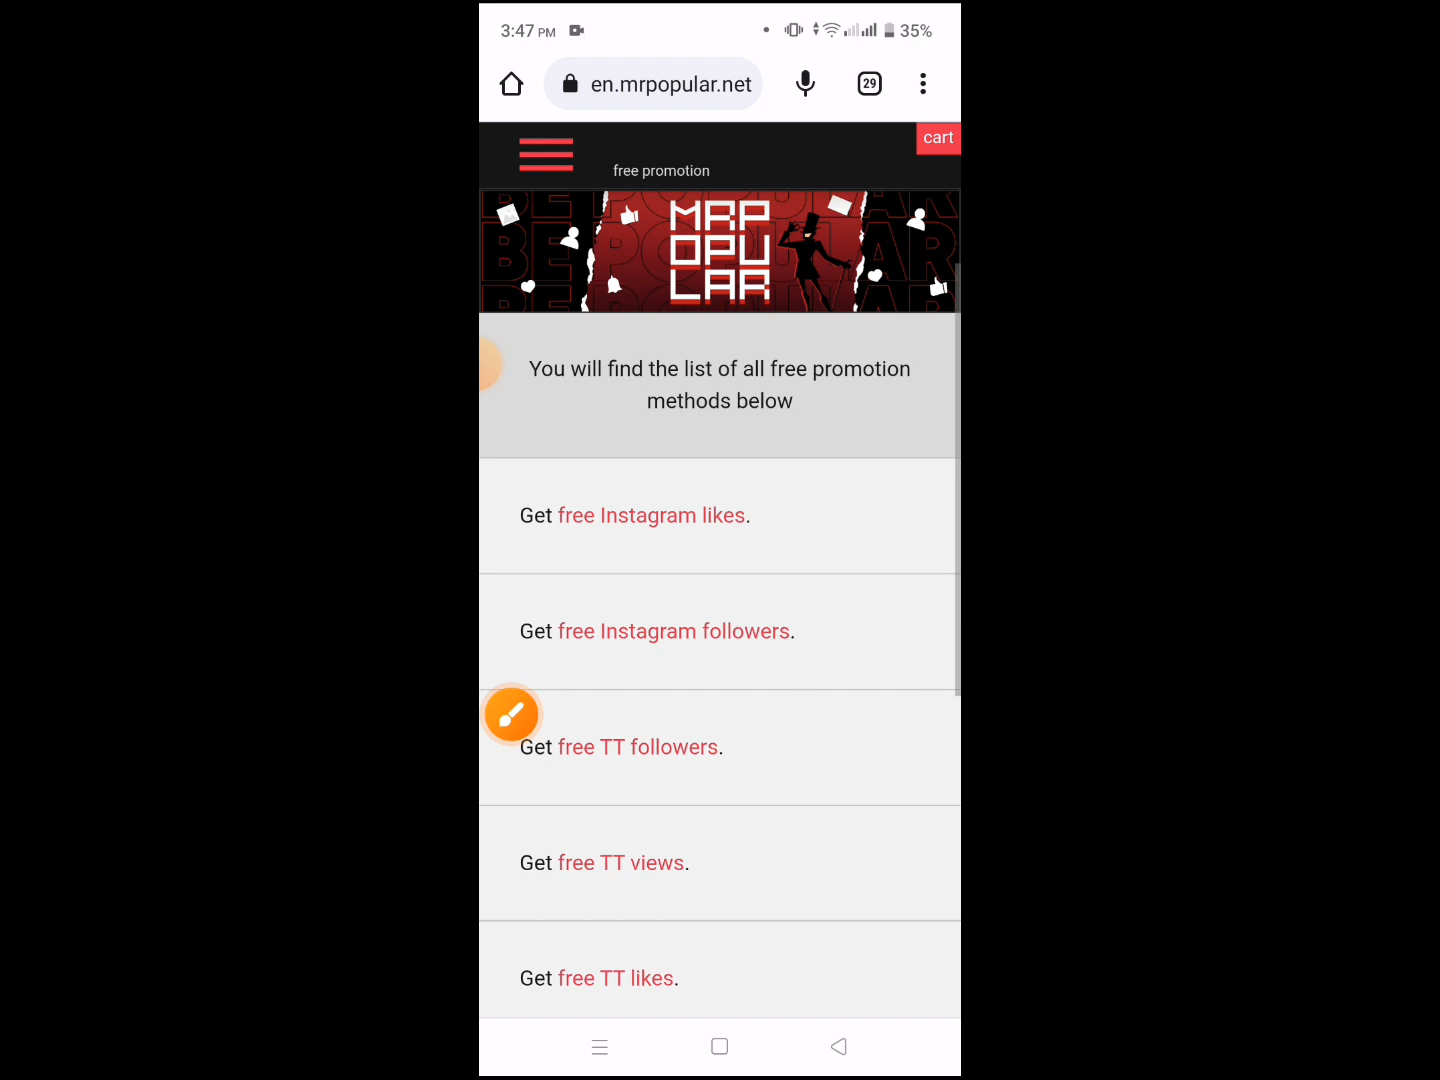 3:47 PM
35%
en.mrpopular.net
29
cart
free promotion
MRP
OPU
LAR
You will find the list of all free promotion
methods below
Get free Instagram likes.
Get free Instagram followers.
Get free TT followers.
Get free TT views.
Get free TT likes.